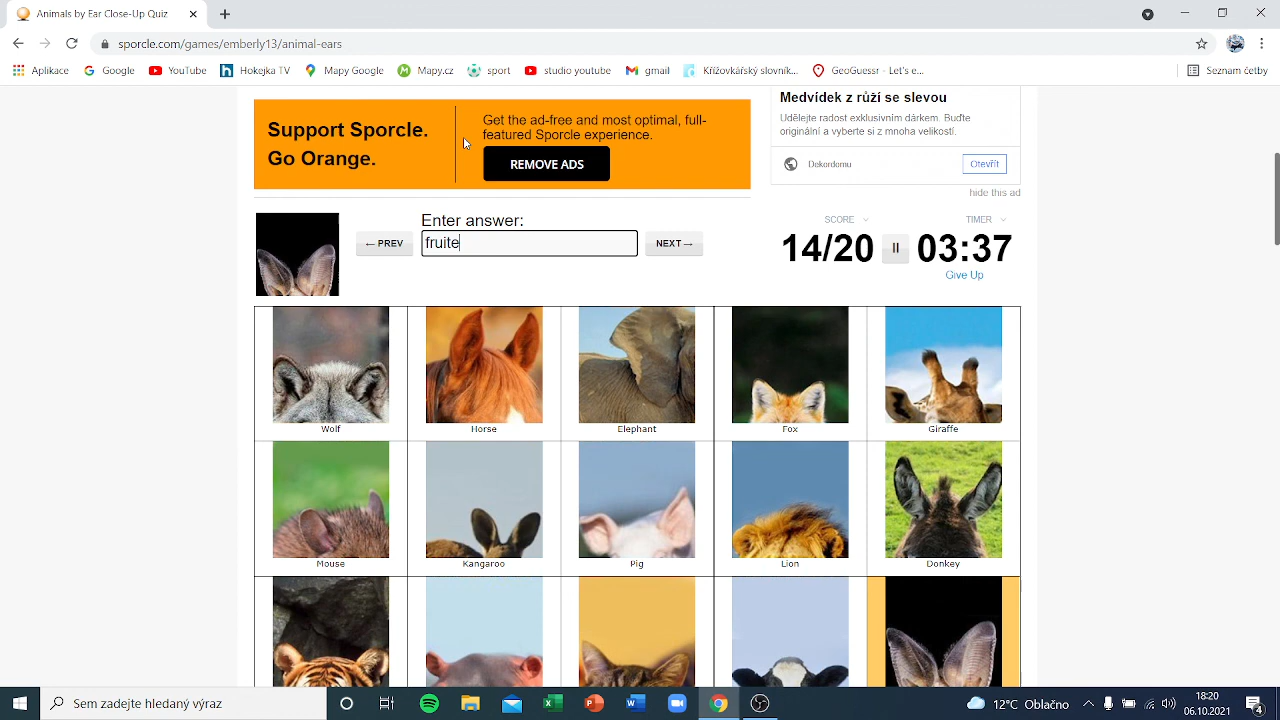 Animals by Ear Close-Up Quiz
sporcle.com/games/embely13/animal-ears
Aplikace
Google
YouTube
Hokejka TV
Mapy Google
Mapy.cz
sport
studio youtube
gmail
Křížovkářský slovník...
GeoGuessr - Let's e...
Seznam četby
Support Sporcle.
Go Orange.
Get the ad-free and most optimal, full-
featured Sporcle experience.
REMOVE ADS
Medvídek z růží se slevou
Udělejte radost exkluzivním dárkem. Buďte
originální a vyberte si z mnoha velikostí.
Dekordomu
Otevřít
hide this ad
← PREV
Enter answer:
fruite
NEXT →
SCORE
TIMER
14/20
03:37
Give Up
Wolf
Horse
Elephant
Fox
Giraffe
Mouse
Kangaroo
Pig
Lion
Donkey
Sem zadejte hledaný výraz
12°C Oblačno
18:20
06.10.2021
4